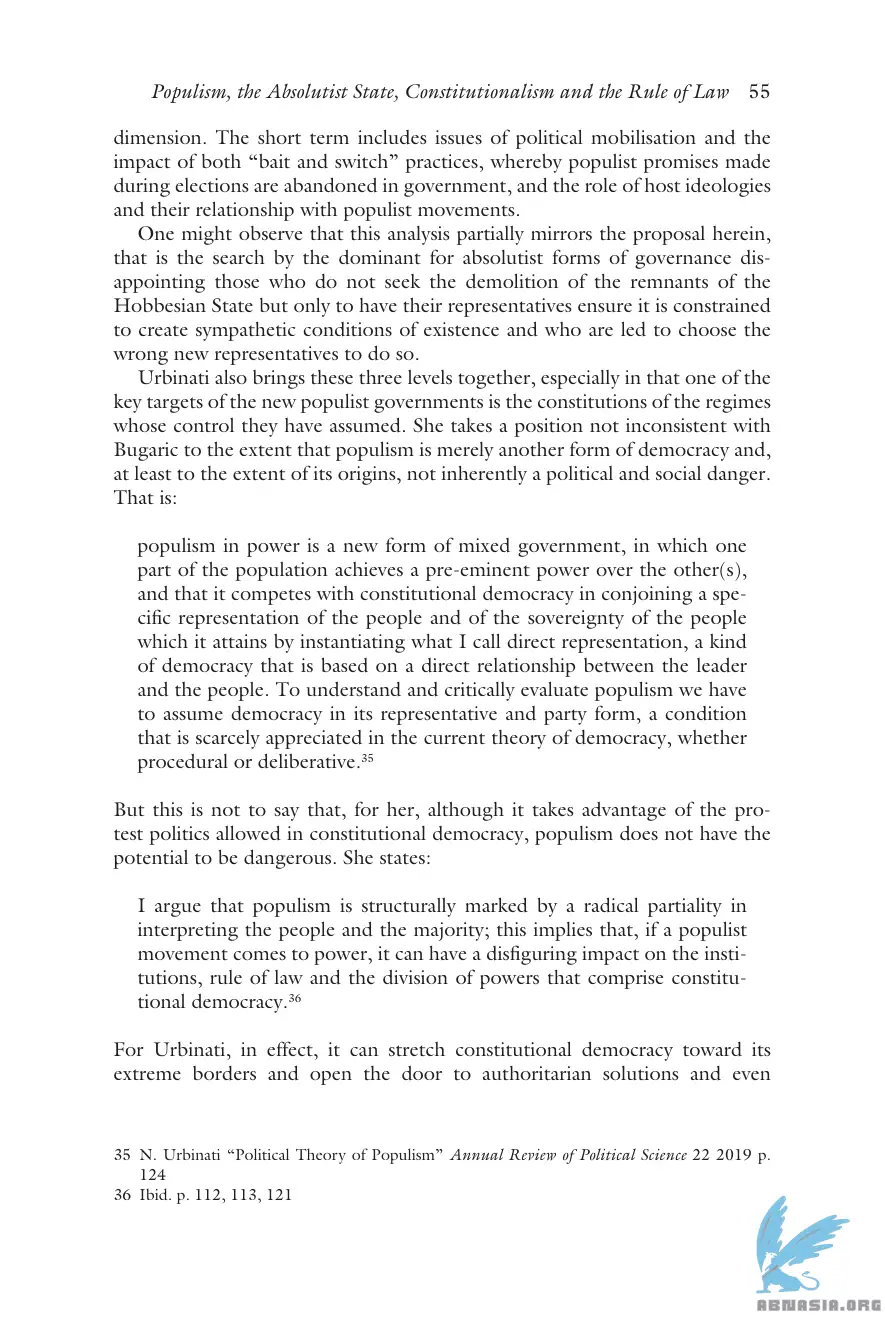 Populism, the Absolutist State, Constitutionalism and the Rule of Law 55
dimension. The short term includes issues of political mobilisation and the
impact of both “bait and switch” practices, whereby populist promises made
during elections are abandoned in government, and the role of host ideologies
and their relationship with populist movements.
One might observe that this analysis partially mirrors the proposal herein,
that is the search by the dominant for absolutist forms of governance dis-
appointing those who do not seek the demolition of the remnants of the
Hobbesian State but only to have their representatives ensure it is constrained
to create sympathetic conditions of existence and who are led to choose the
wrong new representatives to do so.
Urbinati also brings these three levels together, especially in that one of the
key targets of the new populist governments is the constitutions of the regimes
whose control they have assumed. She takes a position not inconsistent with
Bugaric to the extent that populism is merely another form of democracy and,
at least to the extent of its origins, not inherently a political and social danger.
That is:
populism in power is a new form of mixed government, in which one
part of the population achieves a pre-eminent power over the other(s),
and that it competes with constitutional democracy in conjoining a spe-
cific representation of the people and of the sovereignty of the people
which it attains by instantiating what I call direct representation, a kind
of democracy that is based on a direct relationship between the leader
and the people. To understand and critically evaluate populism we have
to assume democracy in its representative and party form, a condition
that is scarcely appreciated in the current theory of democracy, whether
procedural or deliberative.³⁵
But this is not to say that, for her, although it takes advantage of the pro-
test politics allowed in constitutional democracy, populism does not have the
potential to be dangerous. She states:
I argue that populism is structurally marked by a radical partiality in
interpreting the people and the majority; this implies that, if a populist
movement comes to power, it can have a disfiguring impact on the insti-
tutions, rule of law and the division of powers that comprise constitu-
tional democracy.³⁶
For Urbinati, in effect, it can stretch constitutional democracy toward its
extreme borders and open the door to authoritarian solutions and even
35 N. Urbinati “Political Theory of Populism” Annual Review of Political Science 22 2019 p.
124
36 Ibid. p. 112, 113, 121
ABNASIA.ORG